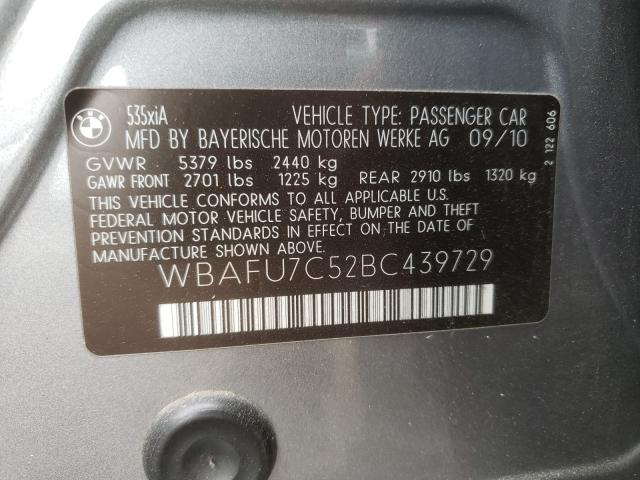 BMW
535xiA VEHICLE TYPE: PASSENGER CAR
MFD BY BAYERISCHE MOTOREN WERKE AG 09/10
GVWR 5379 lbs 2440 kg
GAWR FRONT 2701 lbs 1225 kg REAR 2910 lbs 1320 kg
THIS VEHICLE CONFORMS TO ALL APPLICABLE U.S.
FEDERAL MOTOR VEHICLE SAFETY, BUMPER AND THEFT
PREVENTION STANDARDS IN EFFECT ON THE DATE OF
MANUFACTURE SHOWN ABOVE.
WBAFU7C52BC439729
2 122 606